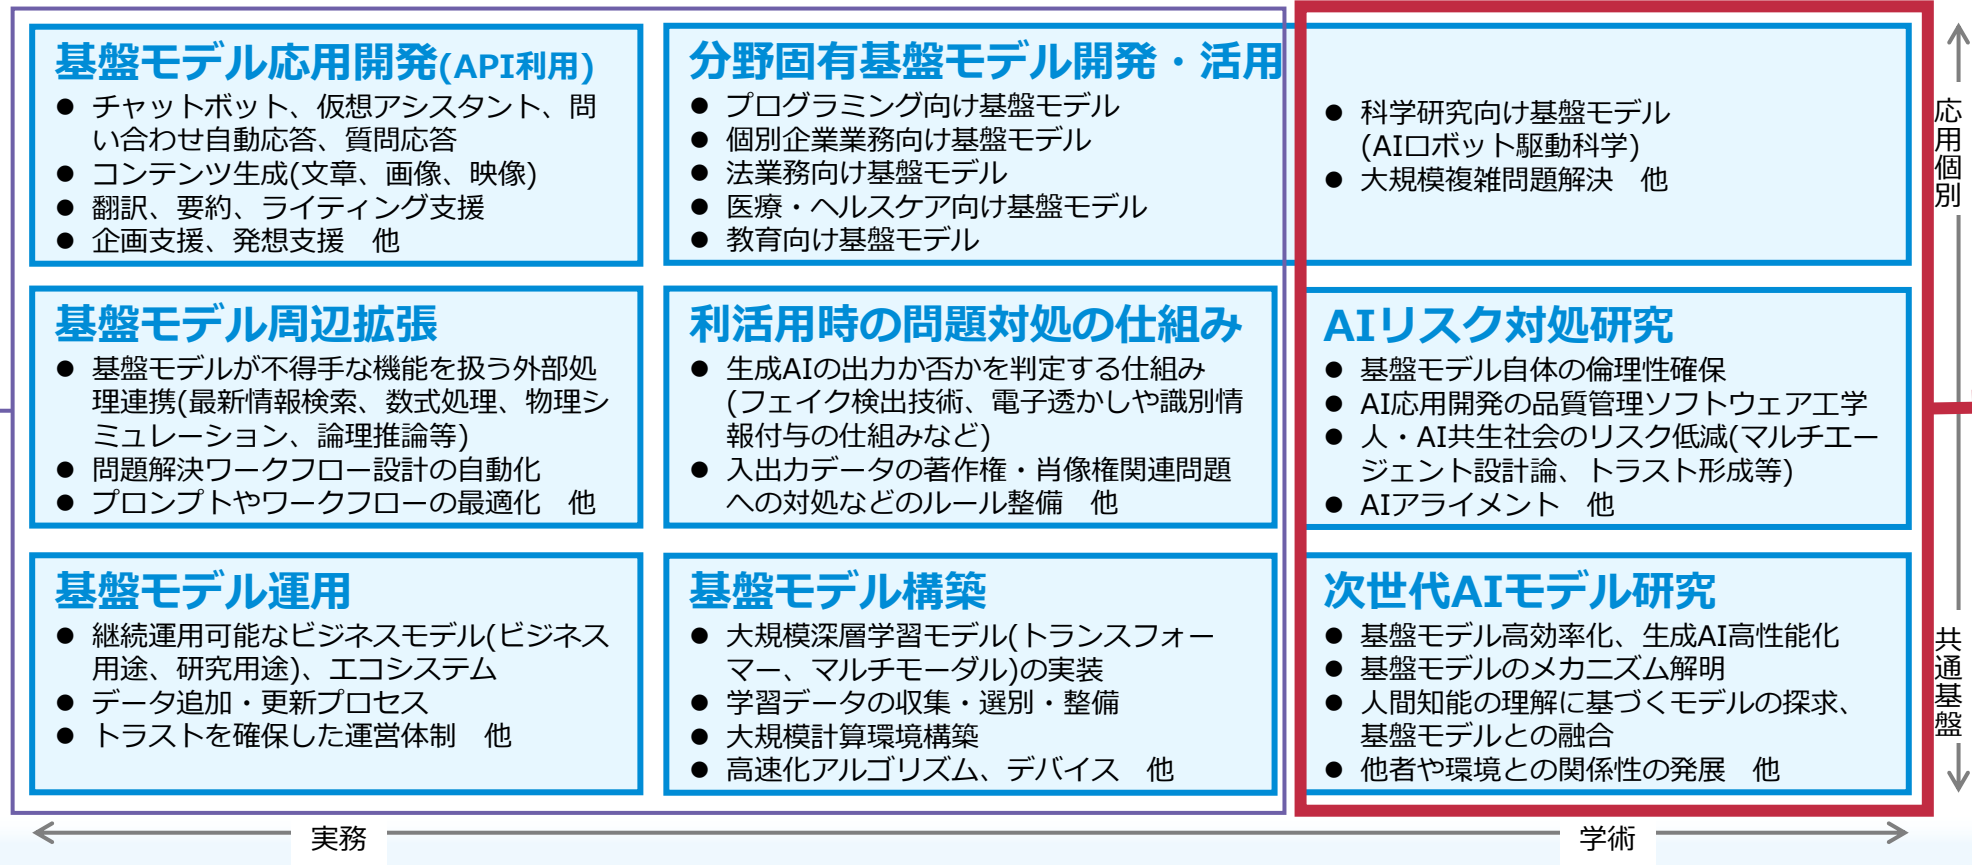 基盤モデル応用開発(API利用)
● チャットボット、仮想アシスタント、問
い合わせ自動応答、質問応答
● コンテンツ生成(文章、画像、映像)
● 翻訳、要約、ライティング支援
● 企画支援、発想支援　他
分野固有基盤モデル開発・活用
● プログラミング向け基盤モデル
● 個別企業業務向け基盤モデル
● 法業務向け基盤モデル
● 医療・ヘルスケア向け基盤モデル
● 教育向け基盤モデル
● 科学研究向け基盤モデル
(AIロボット駆動科学)
● 大規模複雑問題解決　他
応用個別
基盤モデル周辺拡張
● 基盤モデルが不得手な機能を扱う外部処
理連携(最新情報検索、数式処理、物理シ
ミュレーション、論理推論等)
● 問題解決ワークフロー設計の自動化
● プロンプトやワークフローの最適化　他
利活用時の問題対処の仕組み
● 生成AIの出力か否かを判定する仕組み
(フェイク検出技術、電子透かしや識別情
報付与の仕組みなど)
● 入出力データの著作権・肖像権関連問題
への対処などのルール整備　他
AIリスク対処研究
● 基盤モデル自体の倫理性確保
● AI応用開発の品質管理ソフトウェア工学
● 人・AI共生社会のリスク低減(マルチエー
ジェント設計論、トラスト形成等)
● AIアライメント　他
基盤モデル運用
● 継続運用可能なビジネスモデル(ビジネス
用途、研究用途)、エコシステム
● データ追加・更新プロセス
● トラストを確保した運営体制　他
基盤モデル構築
● 大規模深層学習モデル(トランスフォー
マー、マルチモーダル)の実装
● 学習データの収集・選別・整備
● 大規模計算環境構築
● 高速化アルゴリズム、デバイス　他
次世代AIモデル研究
● 基盤モデル高効率化、生成AI高性能化
● 基盤モデルのメカニズム解明
● 人間知能の理解に基づくモデルの探求、
基盤モデルとの融合
● 他者や環境との関係性の発展　他
共通基盤
実務
学術